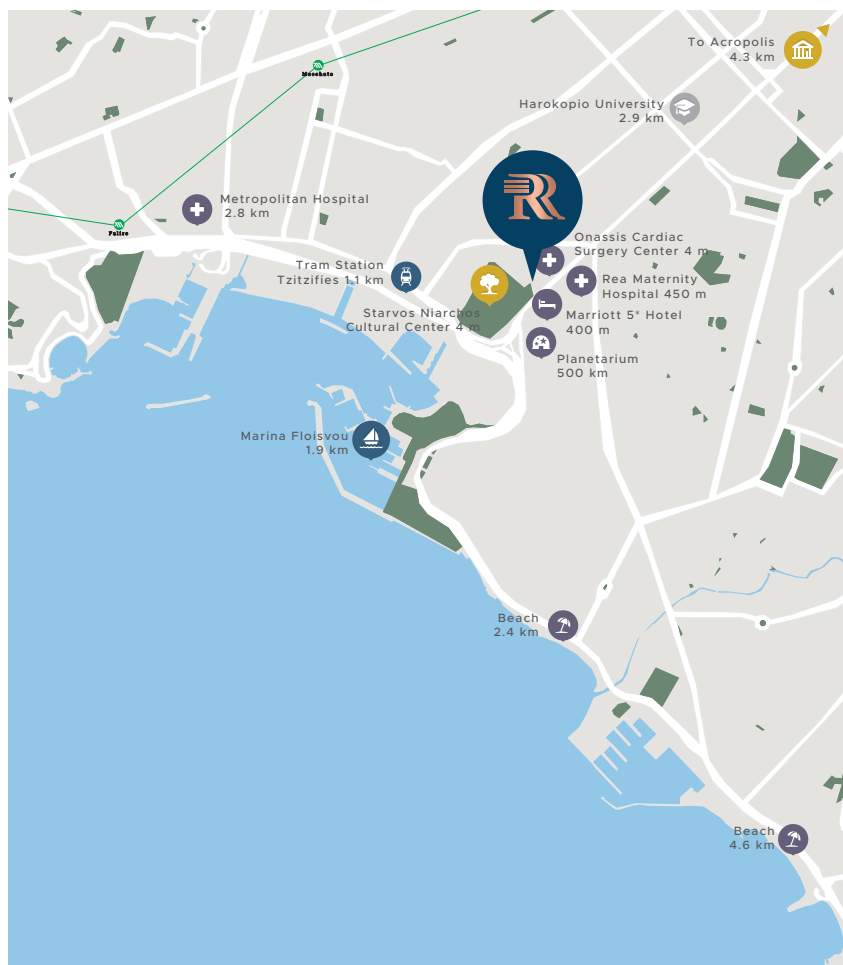 To Acropolis
4.3 km
Moschato
Harokopio University
2.9 km
Metropolitan Hospital
2.8 km
RR
Faliro
Onassis Cardiac
Surgery Center 4 m
Tram Station
Tzitzifies 1.1 km
Rea Maternity
Hospital 450 m
Starvos Niarchos
Cultural Center 4 m
Marriott 5* Hotel
400 m
Planetarium
500 km
Marina Floisvou
1.9 km
Beach
2.4 km
Beach
4.6 km